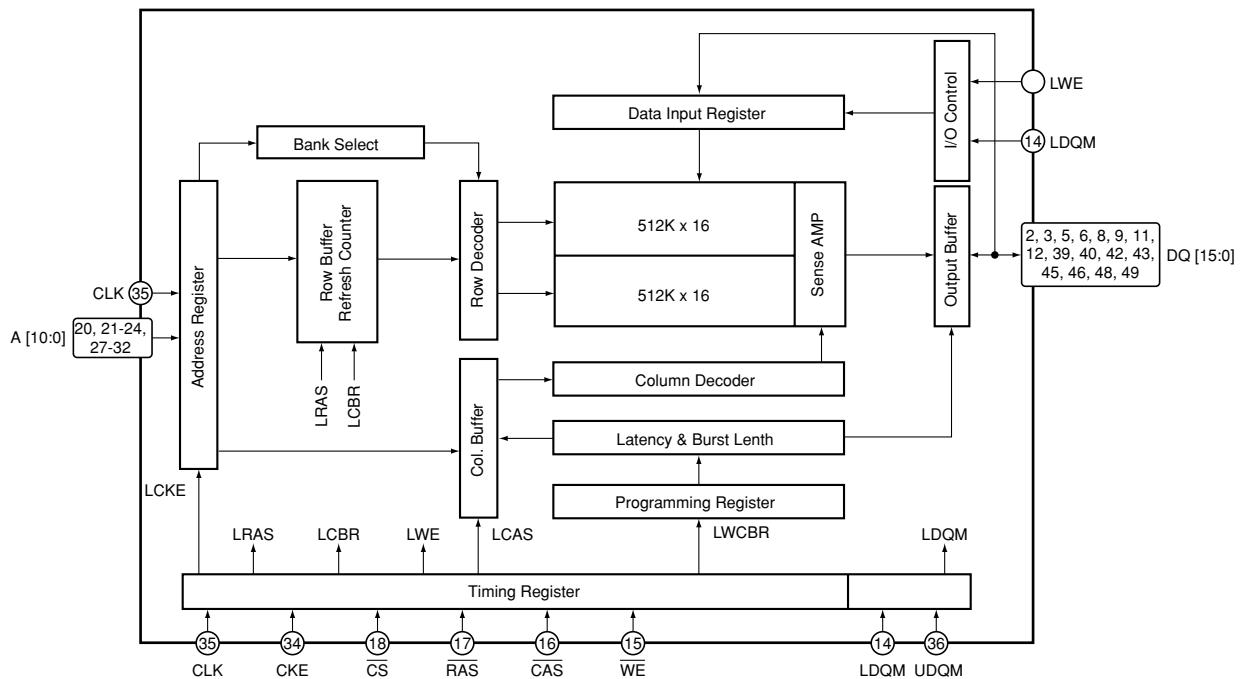 I/O Control
LWE
Data Input Register
14
LDQM
Bank Select
512K x 16
512K x 16
Sense AMP
Output Buffer
2, 3, 5, 6, 8, 9, 11,
12, 39, 40, 42, 43,
45, 46, 48, 49
DQ [15:0]
Row Buffer
Refresh Counter
Row Decoder
Address Register
CLK
35
A [10:0]
20, 21-24,
27-32
LRAS
LCBR
Col. Buffer
Column Decoder
Latency & Burst Lenth
Programming Register
LCKE
LRAS
LCBR
LWE
LCAS
LWCBR
LDQM
Timing Register
35
34
18
17
16
15
14
36
CLK
CKE
CS
RAS
CAS
WE
LDQM
UDQM